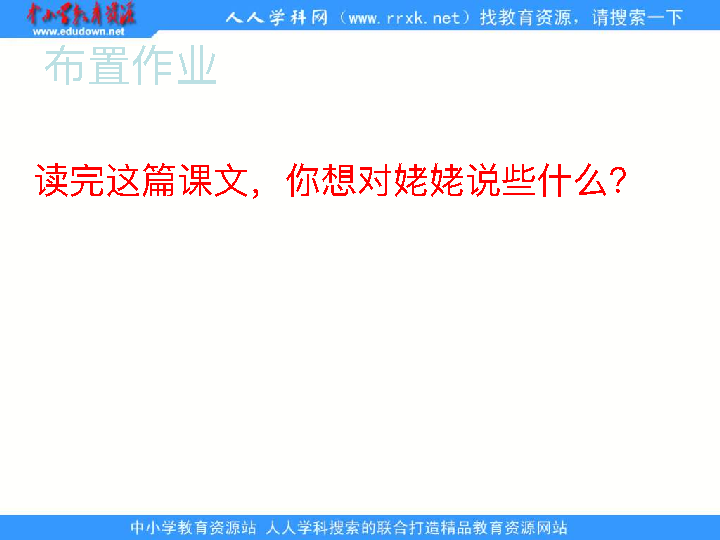 中小学教育资源
www.edudown.net
人人学科网（www.rrxk.net）找教育资源，请搜索一下
布置作业
读完这篇课文，你想对姥姥说些什么？
中小学教育资源站 人人学科搜索的联合打造精品教育资源网站